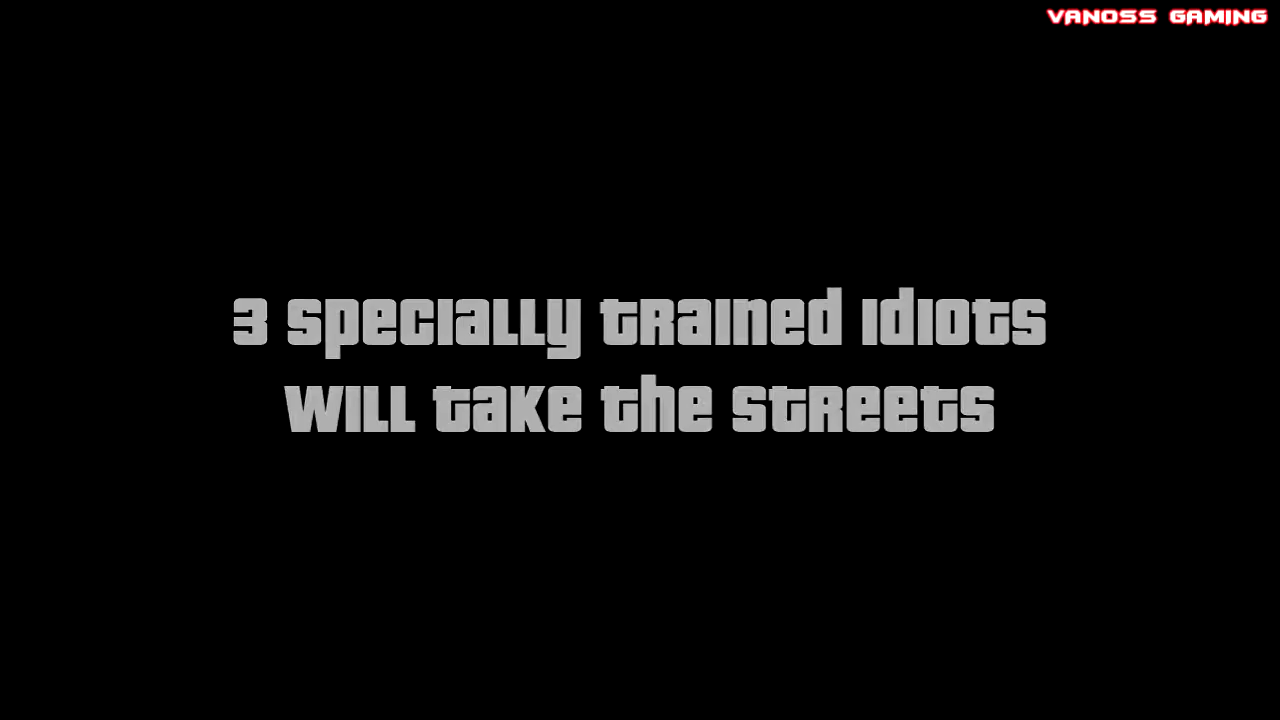 VANOSS GAMING
3 specially trained idiots
will take the streets